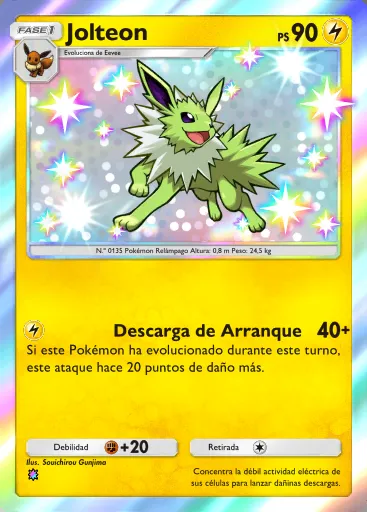 FASE 1
Jolteon
PS 90
Evoluciona de Eevee
N.º 0135 Pokémon Relámpago Altura: 0,8 m Peso: 24,5 kg
Descarga de Arranque 40+
Si este Pokémon ha evolucionado durante este turno,
este ataque hace 20 puntos de daño más.
Debilidad +20 Retirada
Ilus. Souichirou Gunjima
Concentra la débil actividad eléctrica de
sus células para lanzar dañinas descargas.